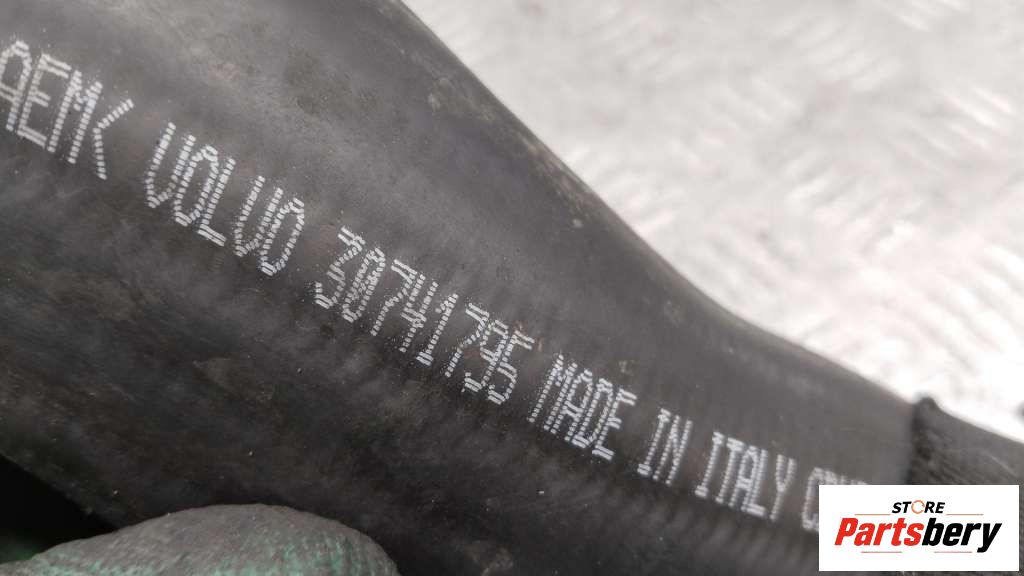 AEMK VOLVO 30741795 MADE IN ITALY
STORE
Partsbery